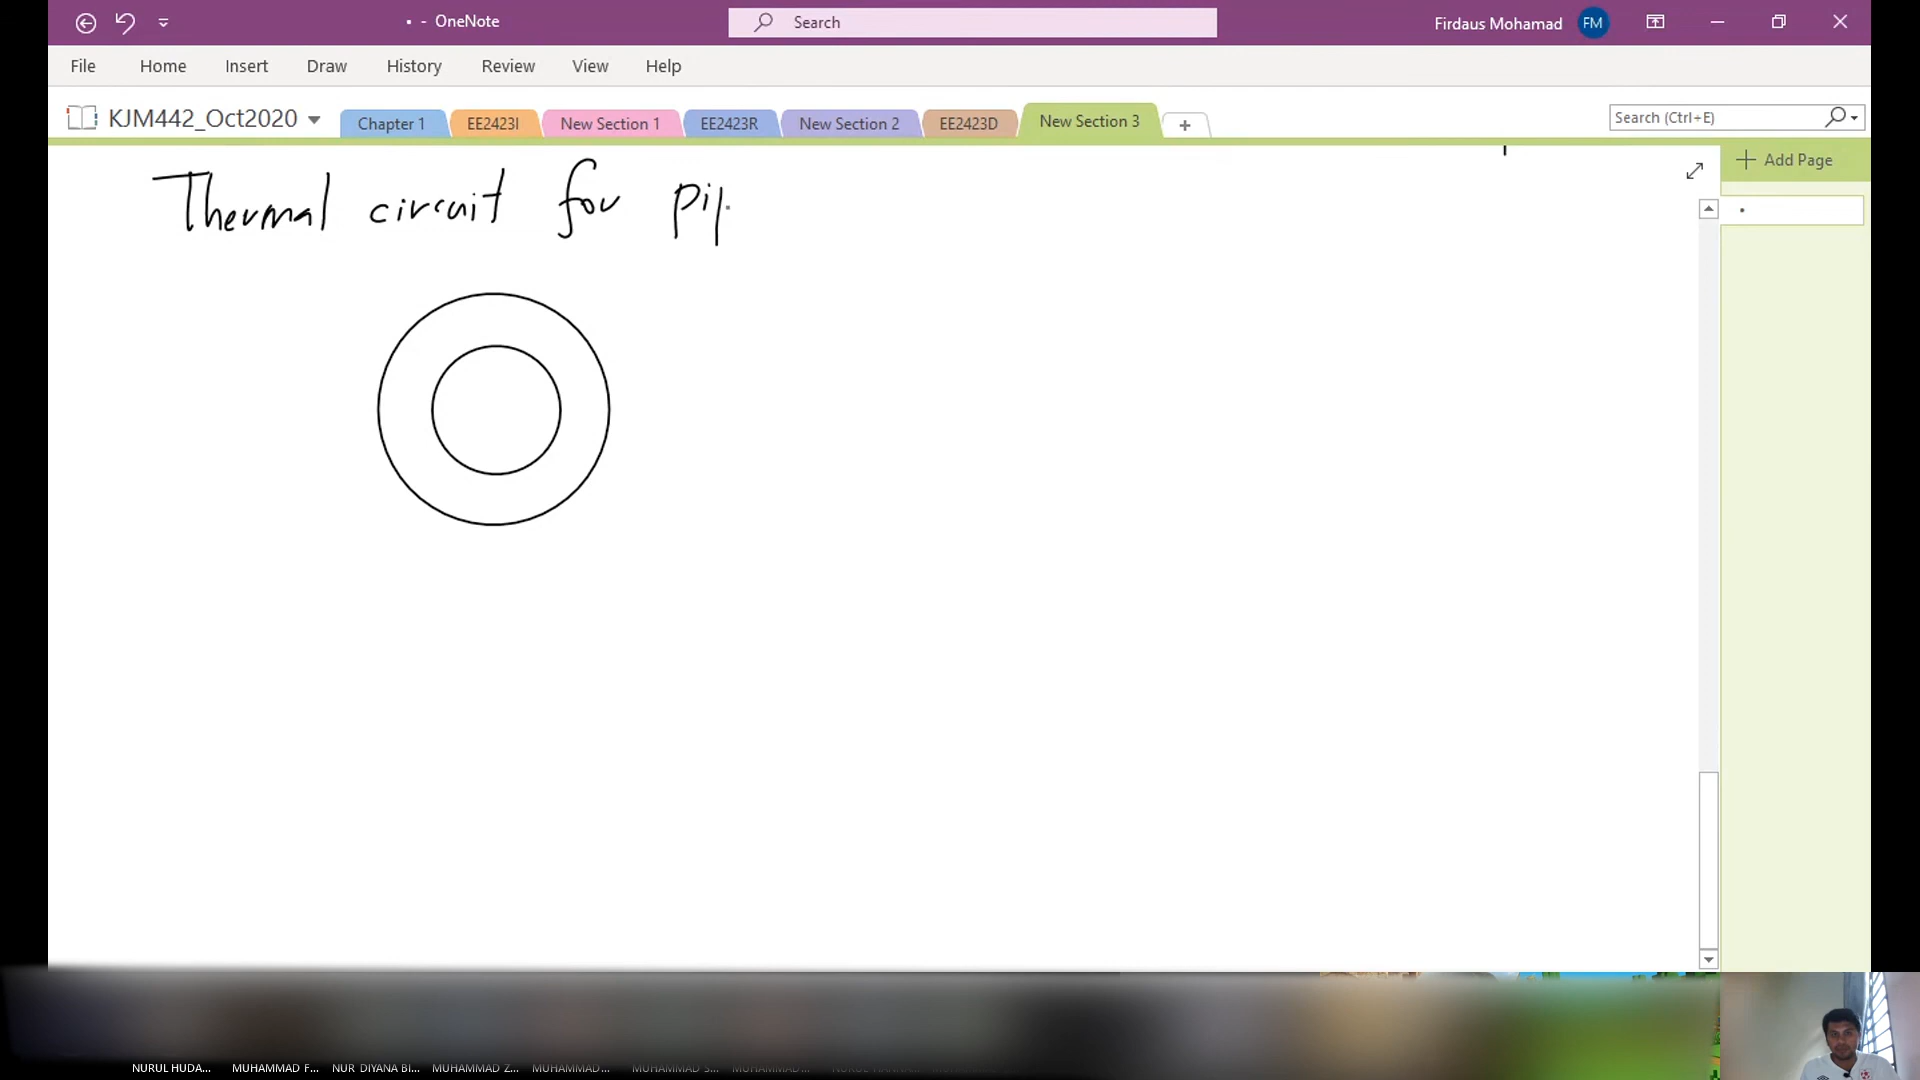 - OneNote
Search
Firdaus Mohamad
FM
File Home Insert Draw History Review View Help
KJM442_Oct2020
Chapter 1 EE2423I New Section 1 EE2423R New Section 2 EE2423D New Section 3 +
Search (Ctrl+E)
Add Page
Thermal circuit for pip
NURUL HUDA... MUHAMMAD F... NUR DIYANA BI... MUHAMMAD Z... MUHAMMAD... MUHAMMAD S...